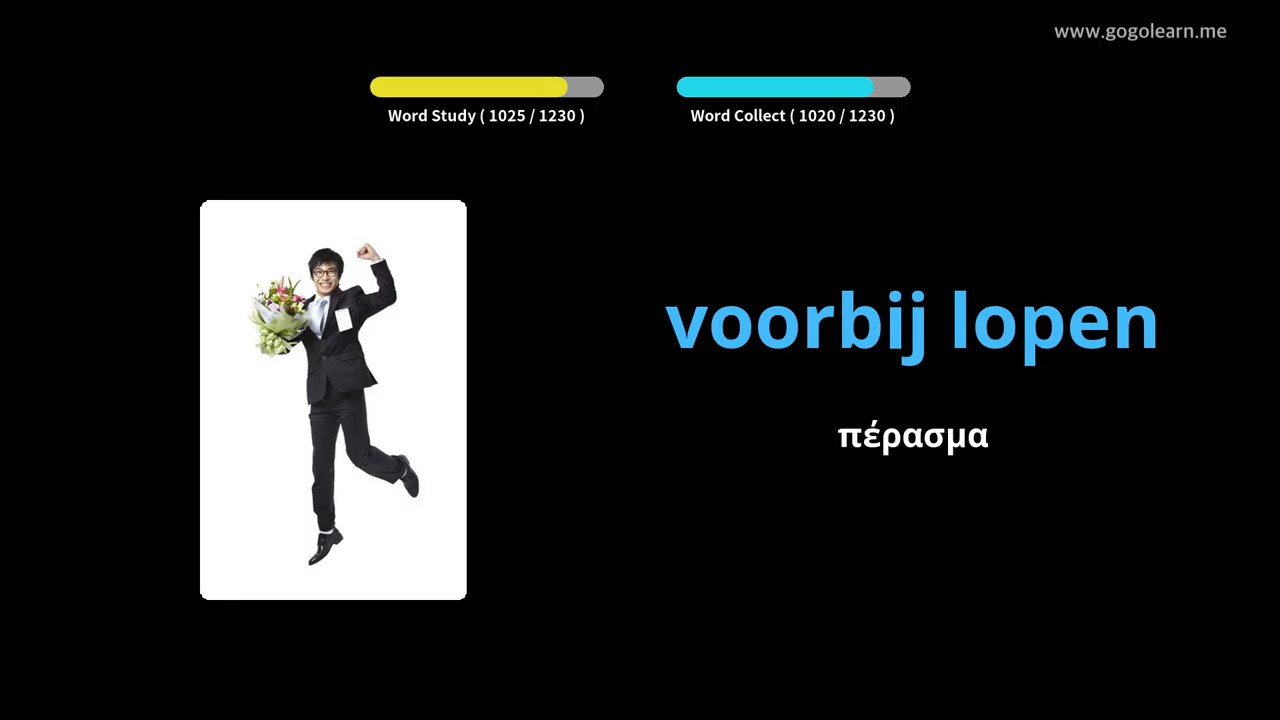 www.gogolearn.me
Word Study ( 1025 / 1230 )
Word Collect ( 1020 / 1230 )
voorbij lopen
πέρασμα